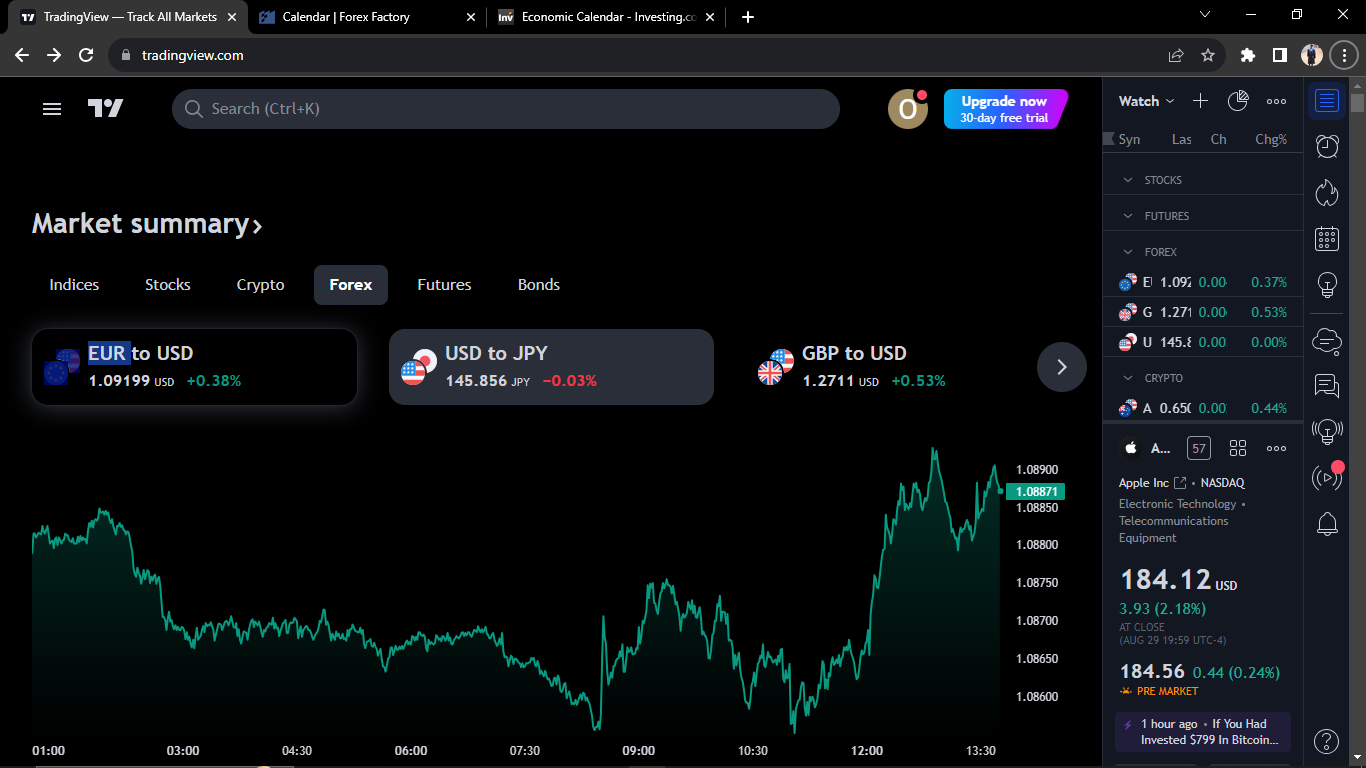 TradingView — Track All Markets
Calendar | Forex Factory
Inv
Economic Calendar - Investing.co
tradingview.com
Search (Ctrl+K)
O
Upgrade now
30-day free trial
Watch
Syn Las Ch Chg%
STOCKS
FUTURES
FOREX
1.092 0.00 0.37%
G 1.271 0.00 0.53%
U 145.8 0.00 0.00%
CRYPTO
A 0.650 0.00 0.44%
Market summary
Indices Stocks Crypto Forex Futures Bonds
EUR to USD
1.09199 USD +0.38%
USD to JPY
145.856 JPY −0.03%
GBP to USD
1.2711 USD +0.53%
1.08900
1.08871
1.08850
1.08800
1.08750
1.08700
1.08650
1.08600
01:00 03:00 04:30 06:00 07:30 09:00 10:30 12:00 13:30
A... 57
Apple Inc • NASDAQ
Electronic Technology •
Telecommunications
Equipment
184.12 USD
3.93 (2.18%)
AT CLOSE
(AUG 29 19:59 UTC-4)
184.56 0.44 (0.24%)
PRE MARKET
1 hour ago • If You Had
Invested $799 In Bitcoin...